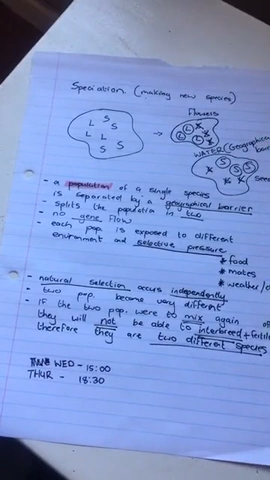 Speciation (making new species)
Flowers
L S
L S
L L
S S
L L
L L
WATER (Geographical
S
S S
- a population of a single species
is separated by a geographical barrier
- splits the population in two
- no gene flow
- each pop. is exposed to different
environment and selective pressure
* food
* mates
* weather/
- natural selection occurs independently
- two pop. become very different
- if the two pop. were to mix again
they will not be able to interbreed +
therefore they are two different species
WED - 15:00
THUR - 18:30